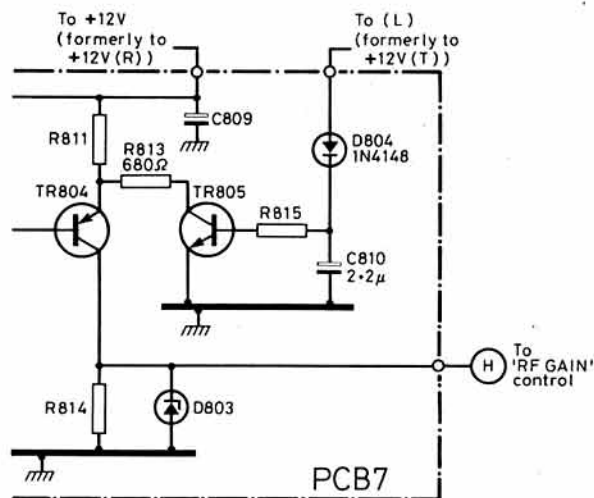 To +12V
(formerly to
+12V(R))
To (L)
(formerly to
+12V(T))
R811
C809
R813
680Ω
D804
1N4148
TR804
TR805
R815
C810
2·2μ
H
To
'RF GAIN'
control
R814
D803
PCB7